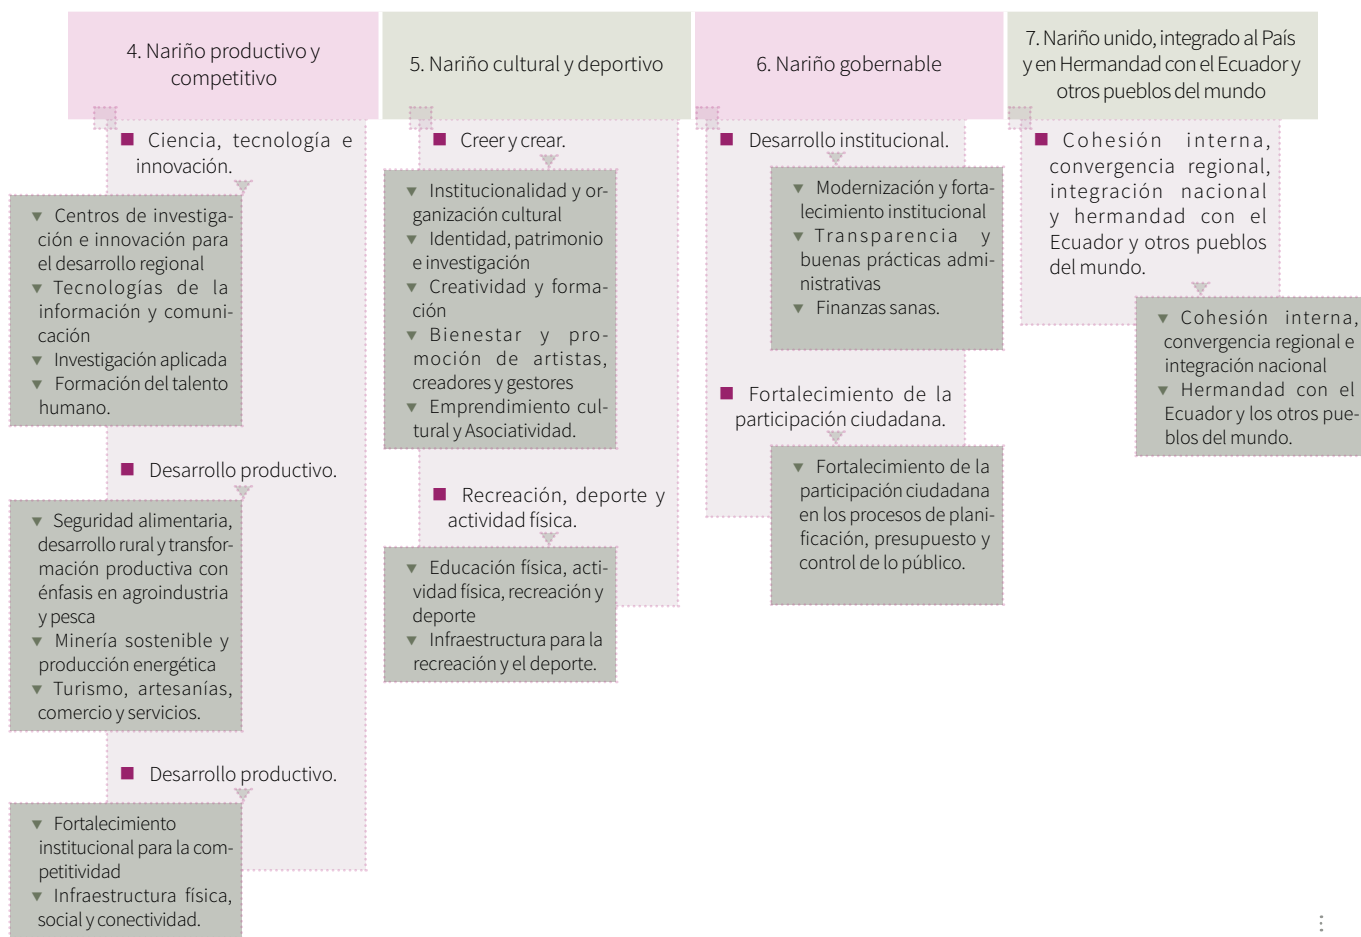 4. Nariño productivo y
competitivo
■ Ciencia, tecnología e
innovación.
▼ Centros de investiga-
ción e innovación para
el desarrollo regional
▼ Tecnologías de la
información y comuni-
cación
▼ Investigación aplicada
▼ Formación del talento
humano.
■ Desarrollo productivo.
▼ Seguridad alimentaria,
desarrollo rural y transfor-
mación productiva con
énfasis en agroindustria
y pesca
▼ Minería sostenible y
producción energética
▼ Turismo, artesanías,
comercio y servicios.
■ Desarrollo productivo.
▼ Fortalecimiento
institucional para la com-
petitividad
▼ Infraestructura física,
social y conectividad.
5. Nariño cultural y deportivo
■ Creer y crear.
▼ Institucionalidad y or-
ganización cultural
▼ Identidad, patrimonio
e investigación
▼ Creatividad y forma-
ción
▼ Bienestar y pro-
moción de artistas,
creadores y gestores
▼ Emprendimiento cul-
tural y Asociatividad.
■ Recreación, deporte y
actividad física.
▼ Educación física, acti-
vidad física, recreación y
deporte
▼ Infraestructura para la
recreación y el deporte.
6. Nariño gobernable
■ Desarrollo institucional.
▼ Modernización y forta-
lecimiento institucional
▼ Transparencia y
buenas prácticas admi-
nistrativas
▼ Finanzas sanas.
■ Fortalecimiento de la
participación ciudadana.
▼ Fortalecimiento de la
participación ciudadana
en los procesos de plani-
ficación, presupuesto y
control de lo público.
7. Nariño unido, integrado al País
y en Hermandad con el Ecuador y
otros pueblos del mundo
■ Cohesión interna,
convergencia regional,
integración nacional
y hermandad con el
Ecuador y otros pueblos
del mundo.
▼ Cohesión interna,
convergencia regional e
integración nacional
▼ Hermandad con el
Ecuador y los otros pue-
blos del mundo.